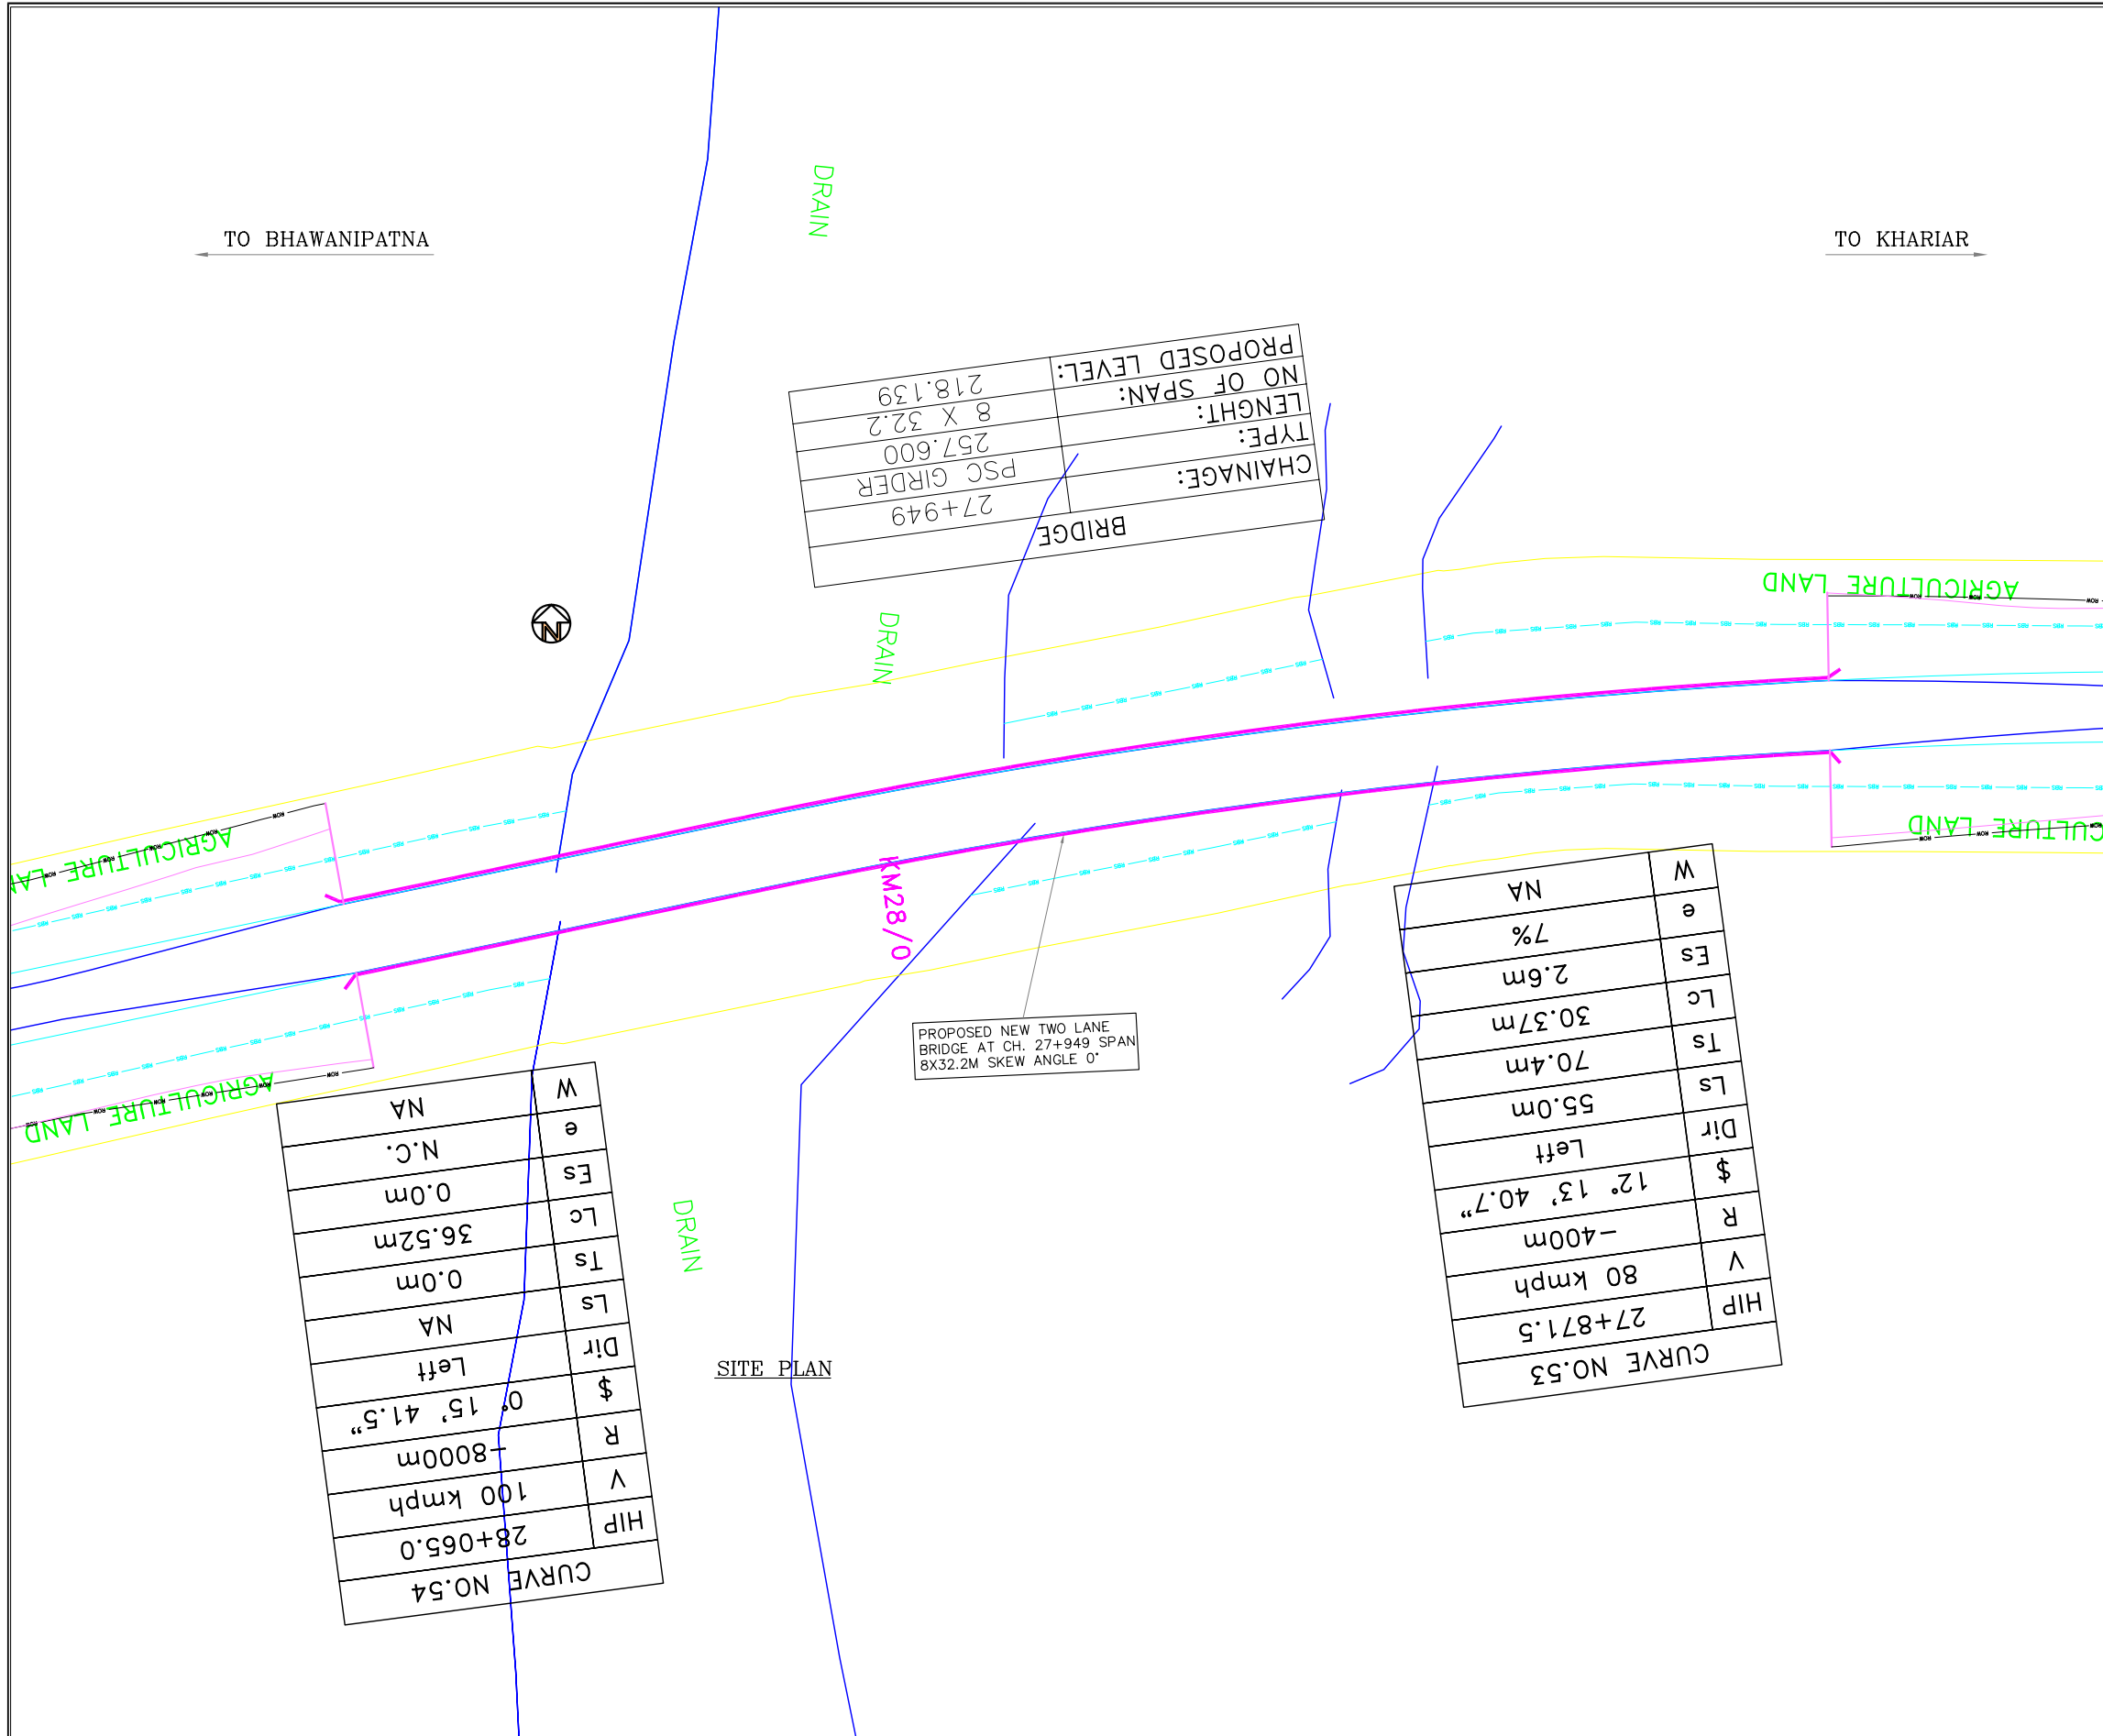 DRAIN
TO BHAWANIPATNA
TO KHARIAR
BRIDGE
CHAINAGE: 27+949
TYPE: PSC GIRDER
LENGHT: 257.600
NO OF SPAN: 8 X 32.2
PROPOSED LEVEL: 218.139
AGRICULTURE LAND
N
DRAIN
AGRICULTURE LAN
CULTURE LAND
KM28/0
PROPOSED NEW TWO LANE
BRIDGE AT CH. 27+949 SPAN
8X32.2M SKEW ANGLE 0°
AGRICULTURE LAND
DRAIN
SITE PLAN
CURVE NO.54
HIP 28+065.0
V 100 kmph
R -8000m
$ 0° 15' 41.5"
Dir Left
Ls NA
Ts 0.0m
Lc 36.52m
Es 0.0m
e N.C.
W NA
CURVE NO.53
HIP 27+871.5
V 80 kmph
R -400m
$ 12° 13' 40.7"
Dir Left
Ls 55.0m
Ts 70.4m
Lc 30.37m
Es 2.6m
e 7%
W NA